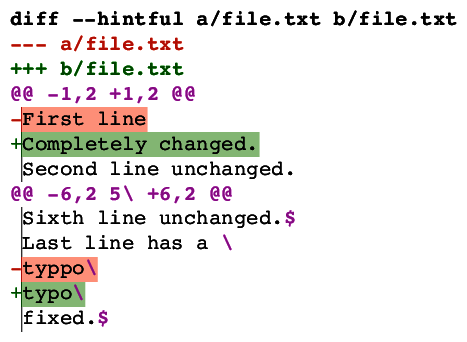 diff --hintful a/file.txt b/file.txt
--- a/file.txt
+++ b/file.txt
@@ -1,2 +1,2 @@
-First line
+Completely changed.
 Second line unchanged.
@@ -6,2 5\ +6,2 @@
 Sixth line unchanged.$
 Last line has a \
-typpo\
+typo\
 fixed.$